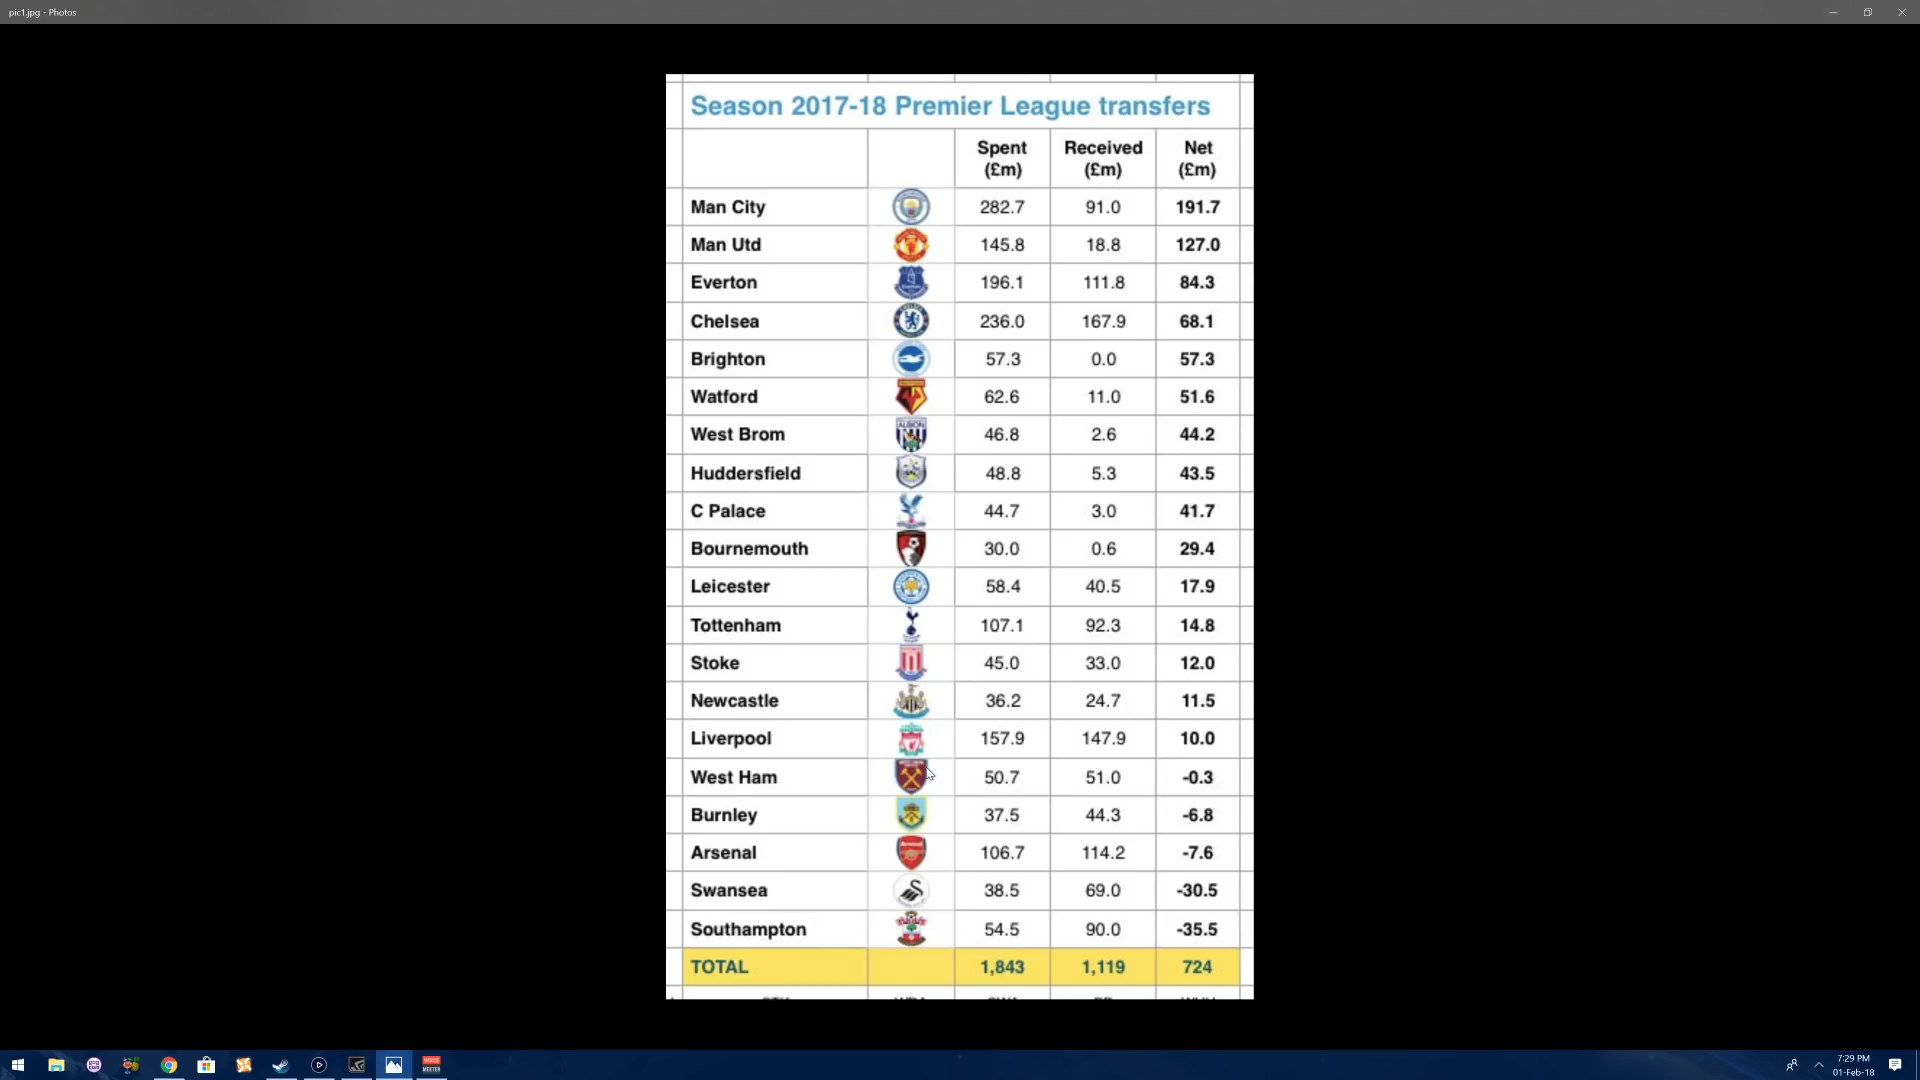 pic1.jpg - Photos
Season 2017-18 Premier League transfers
Spent (£m) Received (£m) Net (£m)
Man City 282.7 91.0 191.7
Man Utd 145.8 18.8 127.0
Everton 196.1 111.8 84.3
Chelsea 236.0 167.9 68.1
Brighton 57.3 0.0 57.3
Watford 62.6 11.0 51.6
West Brom 46.8 2.6 44.2
Huddersfield 48.8 5.3 43.5
C Palace 44.7 3.0 41.7
Bournemouth 30.0 0.6 29.4
Leicester 58.4 40.5 17.9
Tottenham 107.1 92.3 14.8
Stoke 45.0 33.0 12.0
Newcastle 36.2 24.7 11.5
Liverpool 157.9 147.9 10.0
West Ham 50.7 51.0 -0.3
Burnley 37.5 44.3 -6.8
Arsenal 106.7 114.2 -7.6
Swansea 38.5 69.0 -30.5
Southampton 54.5 90.0 -35.5
TOTAL 1,843 1,119 724
VOICE
MEETER
7:29 PM
01-Feb-18